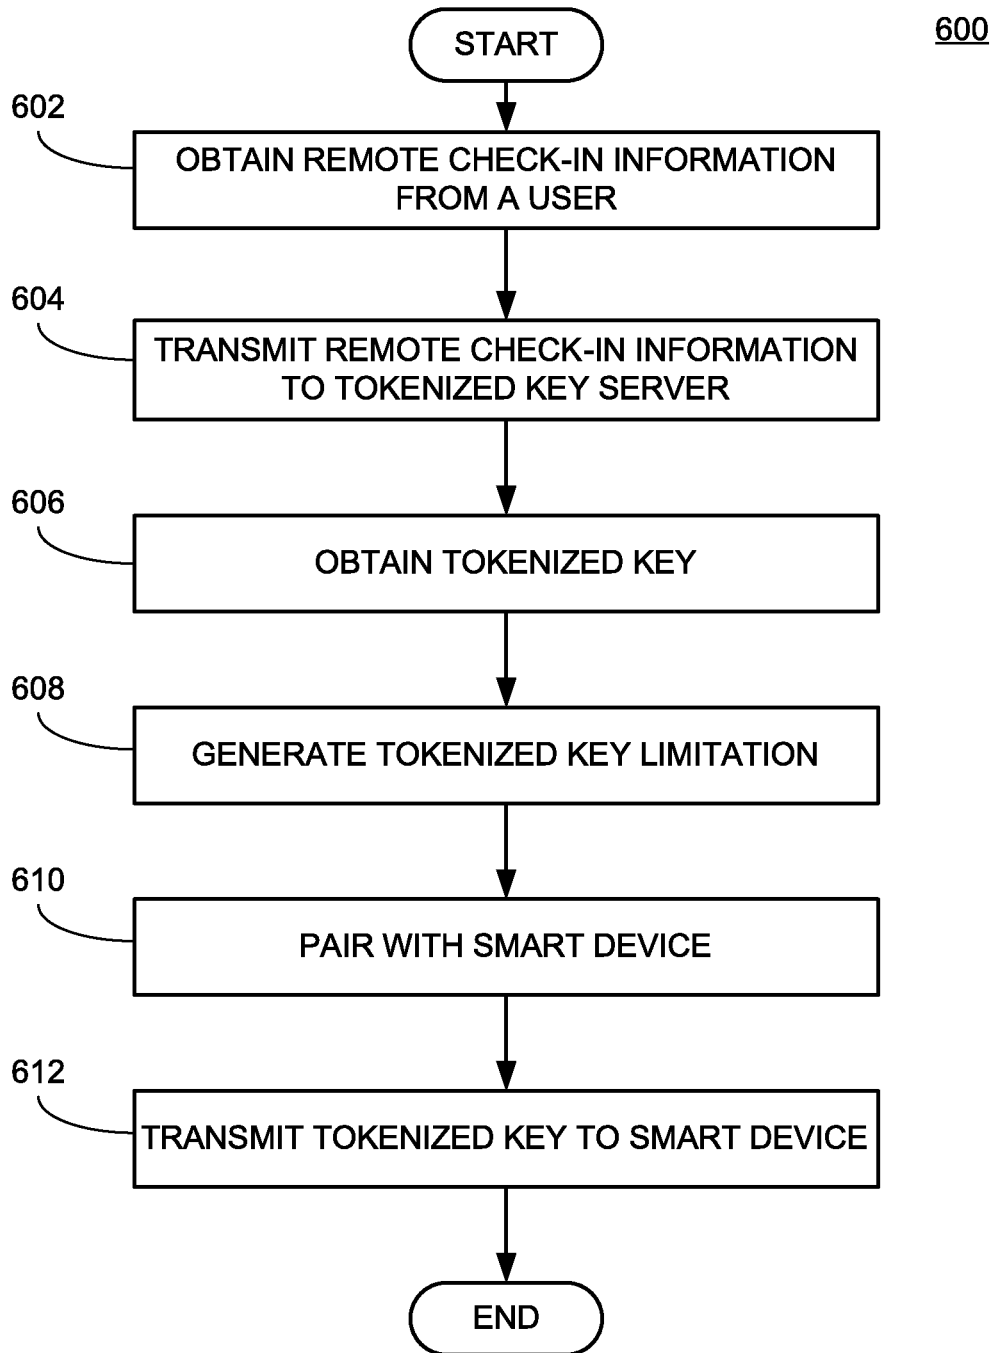 START
600
602
OBTAIN REMOTE CHECK-IN INFORMATION
FROM A USER
604
TRANSMIT REMOTE CHECK-IN INFORMATION
TO TOKENIZED KEY SERVER
606
OBTAIN TOKENIZED KEY
608
GENERATE TOKENIZED KEY LIMITATION
610
PAIR WITH SMART DEVICE
612
TRANSMIT TOKENIZED KEY TO SMART DEVICE
END